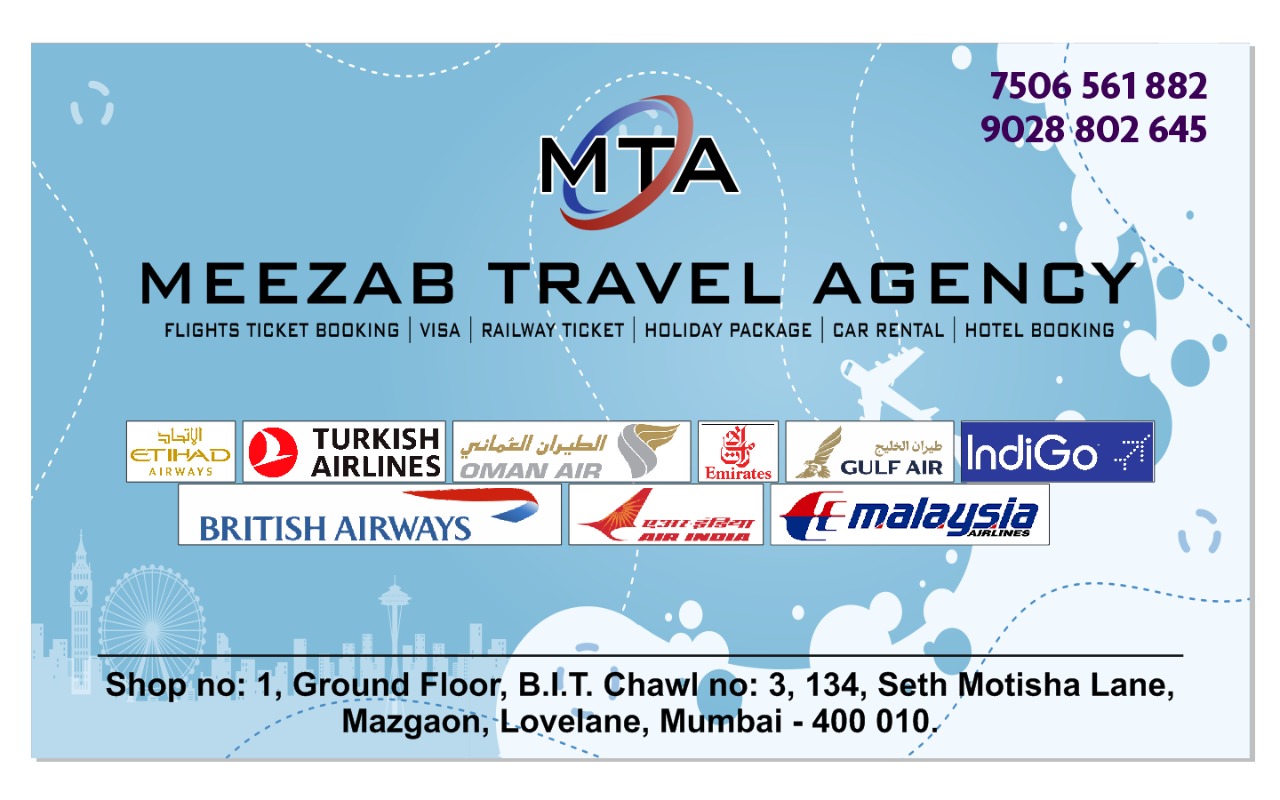 7506 561 882
9028 802 645
MTA
MEEZAB TRAVEL AGENCY
FLIGHTS TICKET BOOKING | VISA | RAILWAY TICKET | HOLIDAY PACKAGE | CAR RENTAL | HOTEL BOOKING
الإتحاد
ETIHAD
AIRWAYS
TURKISH
AIRLINES
الطيران العُماني
OMAN AIR
Emirates
طيران الخليج
GULF AIR
IndiGo
BRITISH AIRWAYS
एअर इंडिया
AIR INDIA
malaysia
AIRLINES
Shop no: 1, Ground Floor, B.I.T. Chawl no: 3, 134, Seth Motisha Lane,
Mazgaon, Lovelane, Mumbai - 400 010.